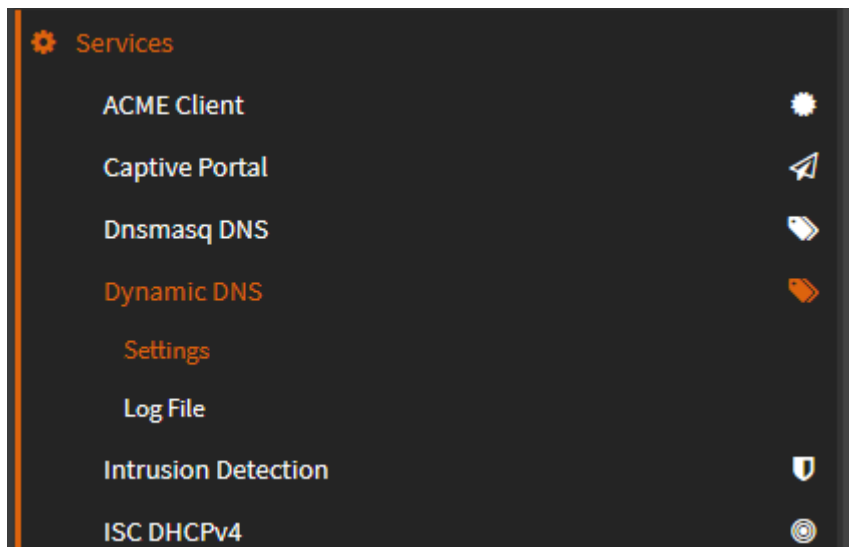 Services
ACME Client
Captive Portal
Dnsmasq DNS
Dynamic DNS
Settings
Log File
Intrusion Detection
ISC DHCPv4